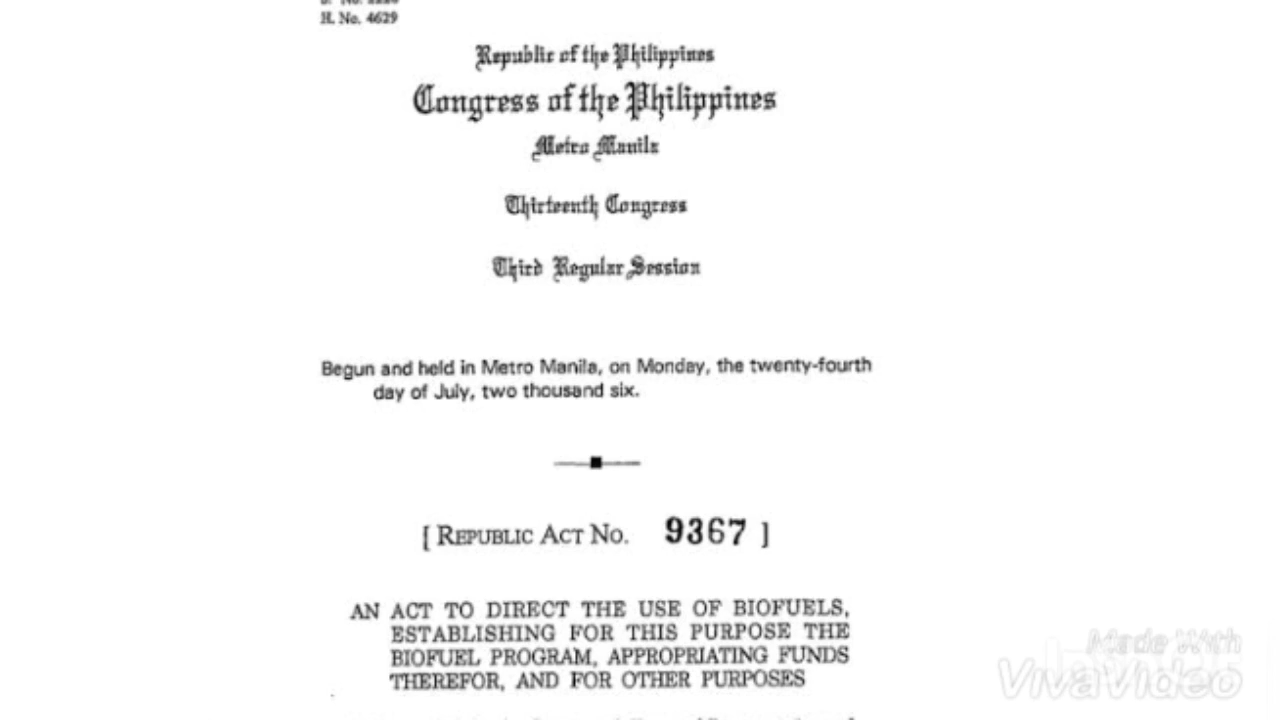 H. No. 4629
Republic of the Philippines
Congress of the Philippines
Metro Manila
Thirteenth Congress
Third Regular Session
Begun and held in Metro Manila, on Monday, the twenty-fourth
day of July, two thousand six.
[ REPUBLIC ACT NO. 9367 ]
AN ACT TO DIRECT THE USE OF BIOFUELS,
ESTABLISHING FOR THIS PURPOSE THE
BIOFUEL PROGRAM, APPROPRIATING FUNDS
THEREFOR, AND FOR OTHER PURPOSES
Made With
VivaVideo